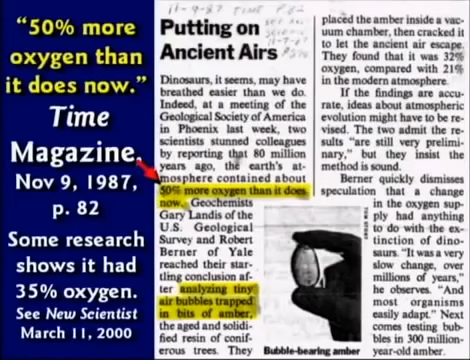 “50% more
oxygen than
it does now.”
Time
Magazine,
Nov 9, 1987,
p. 82
Some research
shows it had
35% oxygen.
See New Scientist
March 11, 2000
11-9-87 TIME P.82
Putting on
Ancient Airs
Dinosaurs, it seems, may have
breathed easier than we do.
Indeed, at a meeting of the
Geological Society of America
in Phoenix last week, two
scientists stunned colleagues
by reporting that 80 million
years ago, the earth's at-
mosphere contained about
50% more oxygen than it does
now. Geochemists
Gary Landis of the
U.S. Geological
Survey and Robert
Berner of Yale
reached their star-
tling conclusion af-
ter analyzing tiny
air bubbles trapped
in bits of amber,
the aged and solidi-
fied resin of conif-
erous trees. They
placed the amber inside a vac-
uum chamber, then cracked it
to let the ancient air escape.
They found that it was 32%
oxygen, compared with 21%
in the modern atmosphere.
If the findings are accu-
rate, ideas about atmospheric
evolution might have to be re-
vised. The two admit the re-
sults “are still very prelimi-
nary,” but they insist the
method is sound.
Berner quickly dismisses
speculation that a change
in the oxygen sup-
ply had anything
to do with the ex-
tinction of dino-
saurs. “It was a very
slow change, over
millions of years,”
he observes. “And
most organisms
easily adapt.” Next
comes testing bub-
bles in 300 million-
year-old amber.
Bubble-bearing amber